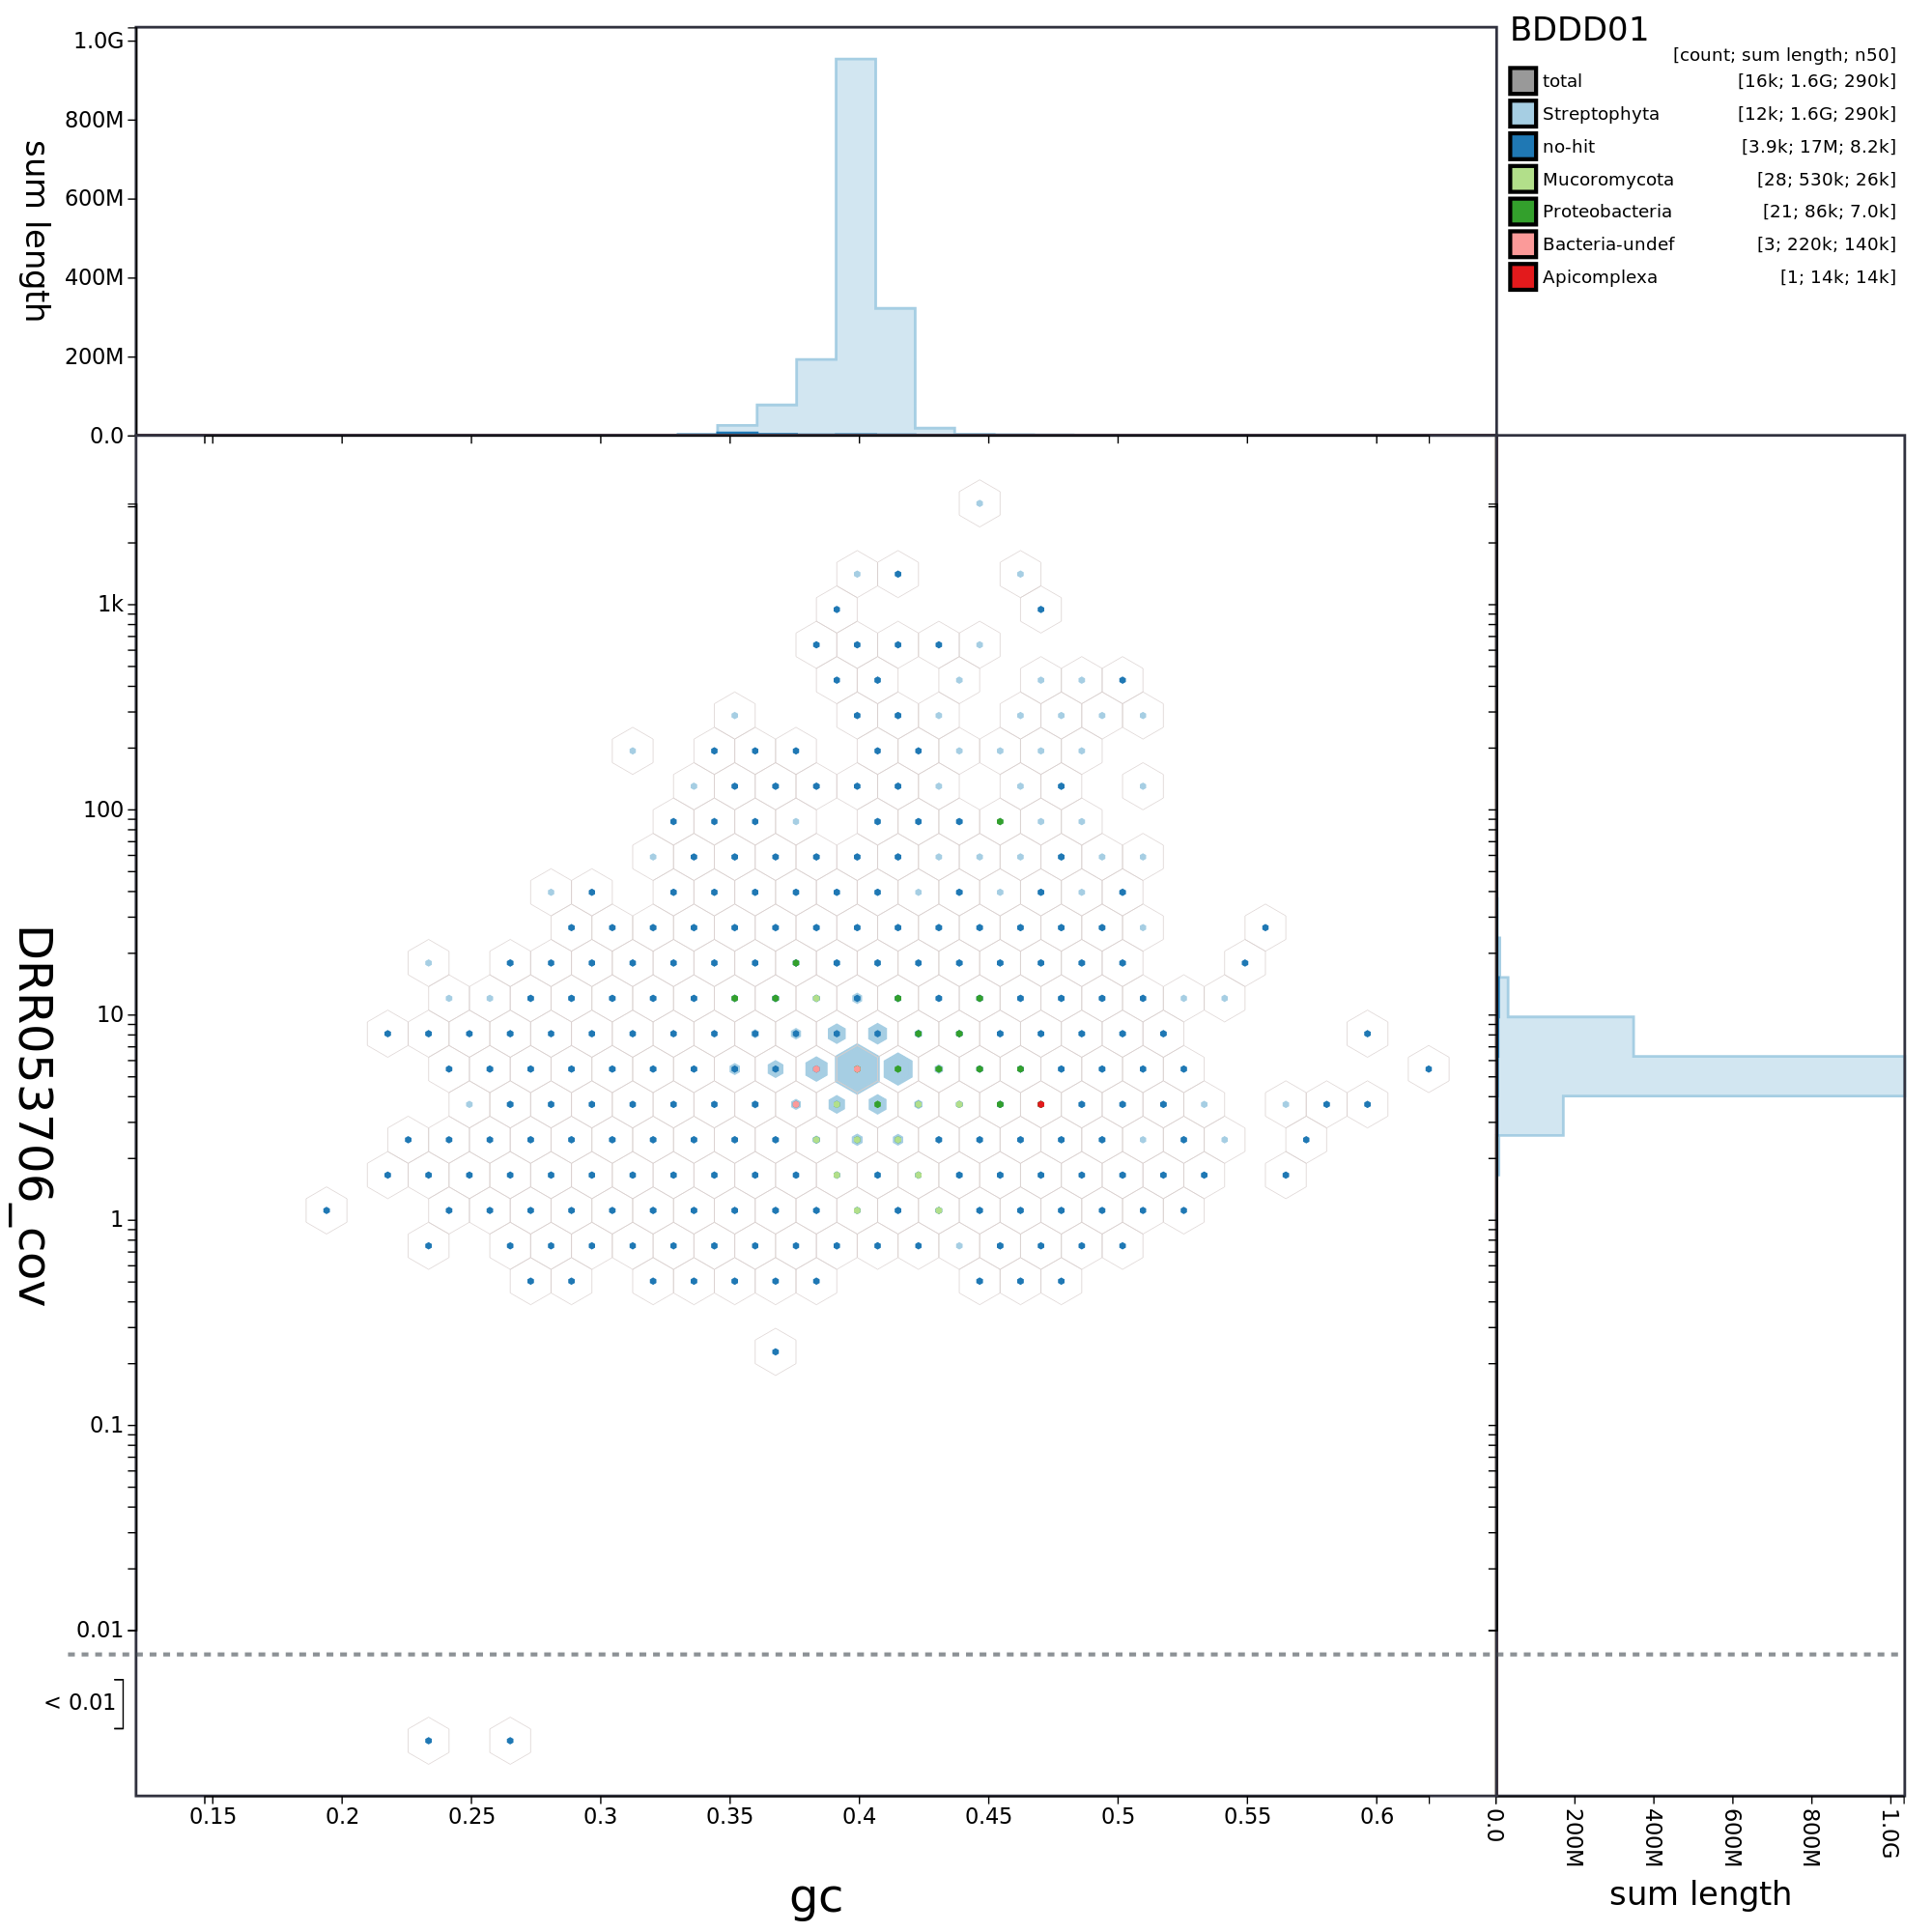 BDDD01
[count; sum length; n50]
total [16k; 1.6G; 290k]
Streptophyta [12k; 1.6G; 290k]
no-hit [3.9k; 17M; 8.2k]
Mucoromycota [28; 530k; 26k]
Proteobacteria [21; 86k; 7.0k]
Bacteria-undef [3; 220k; 140k]
Apicomplexa [1; 14k; 14k]
sum length
1.0G
800M
600M
400M
200M
0.0
DRR053706_cov
1k
100
10
1
0.1
0.01
< 0.01
0.15 0.2 0.25 0.3 0.35 0.4 0.45 0.5 0.55 0.6
gc
0.0 200M 400M 600M 800M 1.0G
sum length